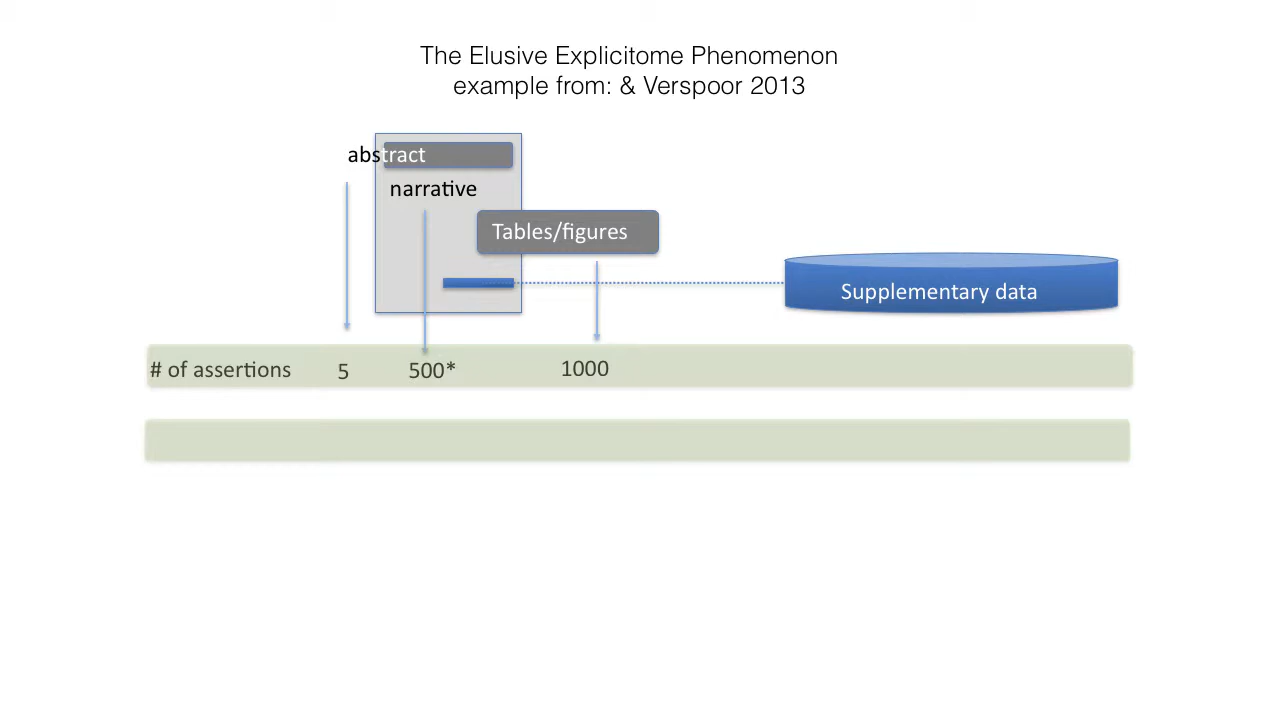 The Elusive Explicitome Phenomenon
example from: & Verspoor 2013
abstract
narrative
Tables/figures
Supplementary data
# of assertions 5 500* 1000